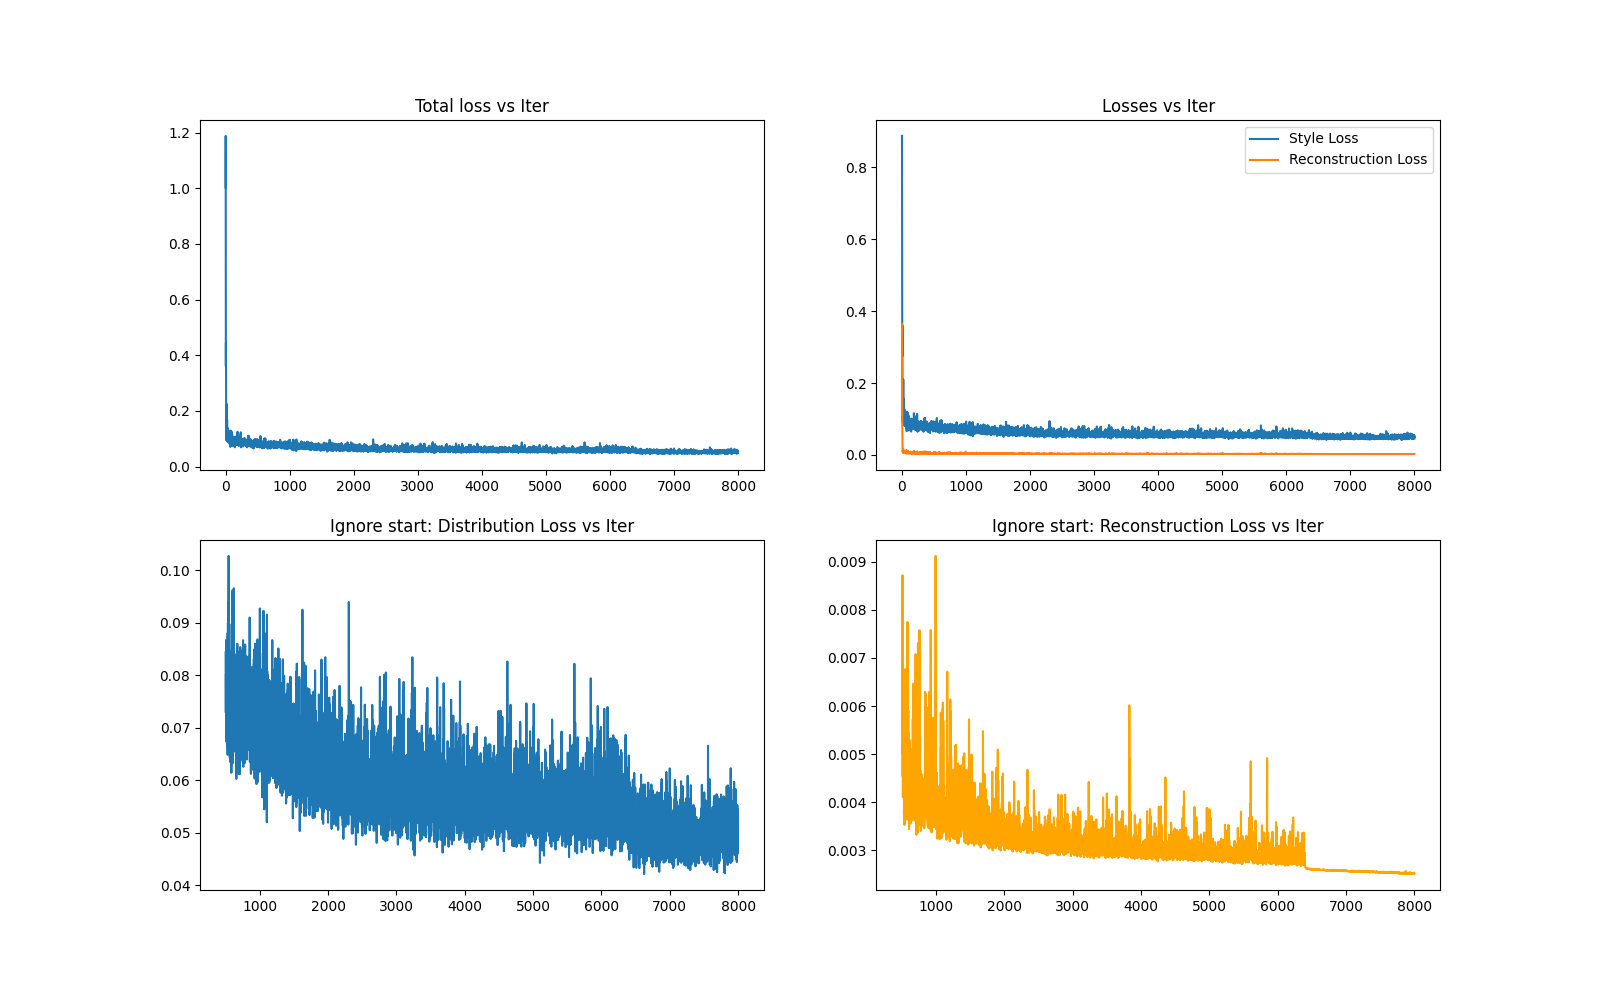 Total loss vs Iter
1.2
1.0
0.8
0.6
0.4
0.2
0.0
0 1000 2000 3000 4000 5000 6000 7000 8000
Losses vs Iter
Style Loss
Reconstruction Loss
0.8
0.6
0.4
0.2
0.0
0 1000 2000 3000 4000 5000 6000 7000 8000
Ignore start: Distribution Loss vs Iter
0.10
0.09
0.08
0.07
0.06
0.05
0.04
1000 2000 3000 4000 5000 6000 7000 8000
Ignore start: Reconstruction Loss vs Iter
0.009
0.008
0.007
0.006
0.005
0.004
0.003
1000 2000 3000 4000 5000 6000 7000 8000